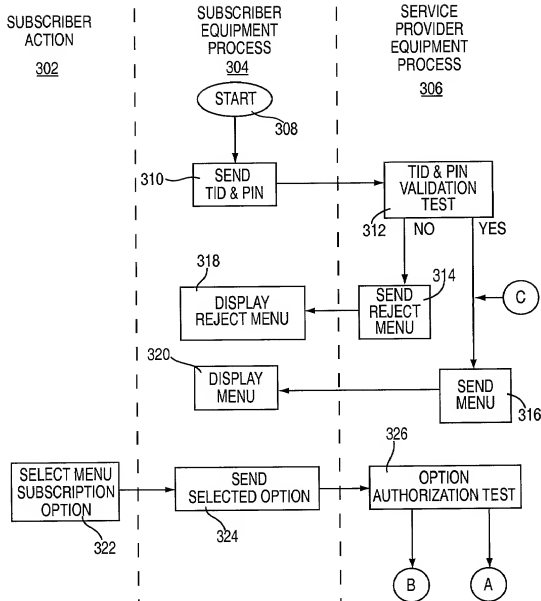 SUBSCRIBER
ACTION
302
SUBSCRIBER
EQUIPMENT
PROCESS
304
SERVICE
PROVIDER
EQUIPMENT
PROCESS
306
START
308
310
SEND
TID & PIN
TID & PIN
VALIDATION
TEST
312
NO
YES
318
DISPLAY
REJECT MENU
314
SEND
REJECT
MENU
C
320
DISPLAY
MENU
SEND
MENU
316
SELECT MENU
SUBSCRIPTION
OPTION
322
SEND
SELECTED OPTION
324
326
OPTION
AUTHORIZATION TEST
B
A